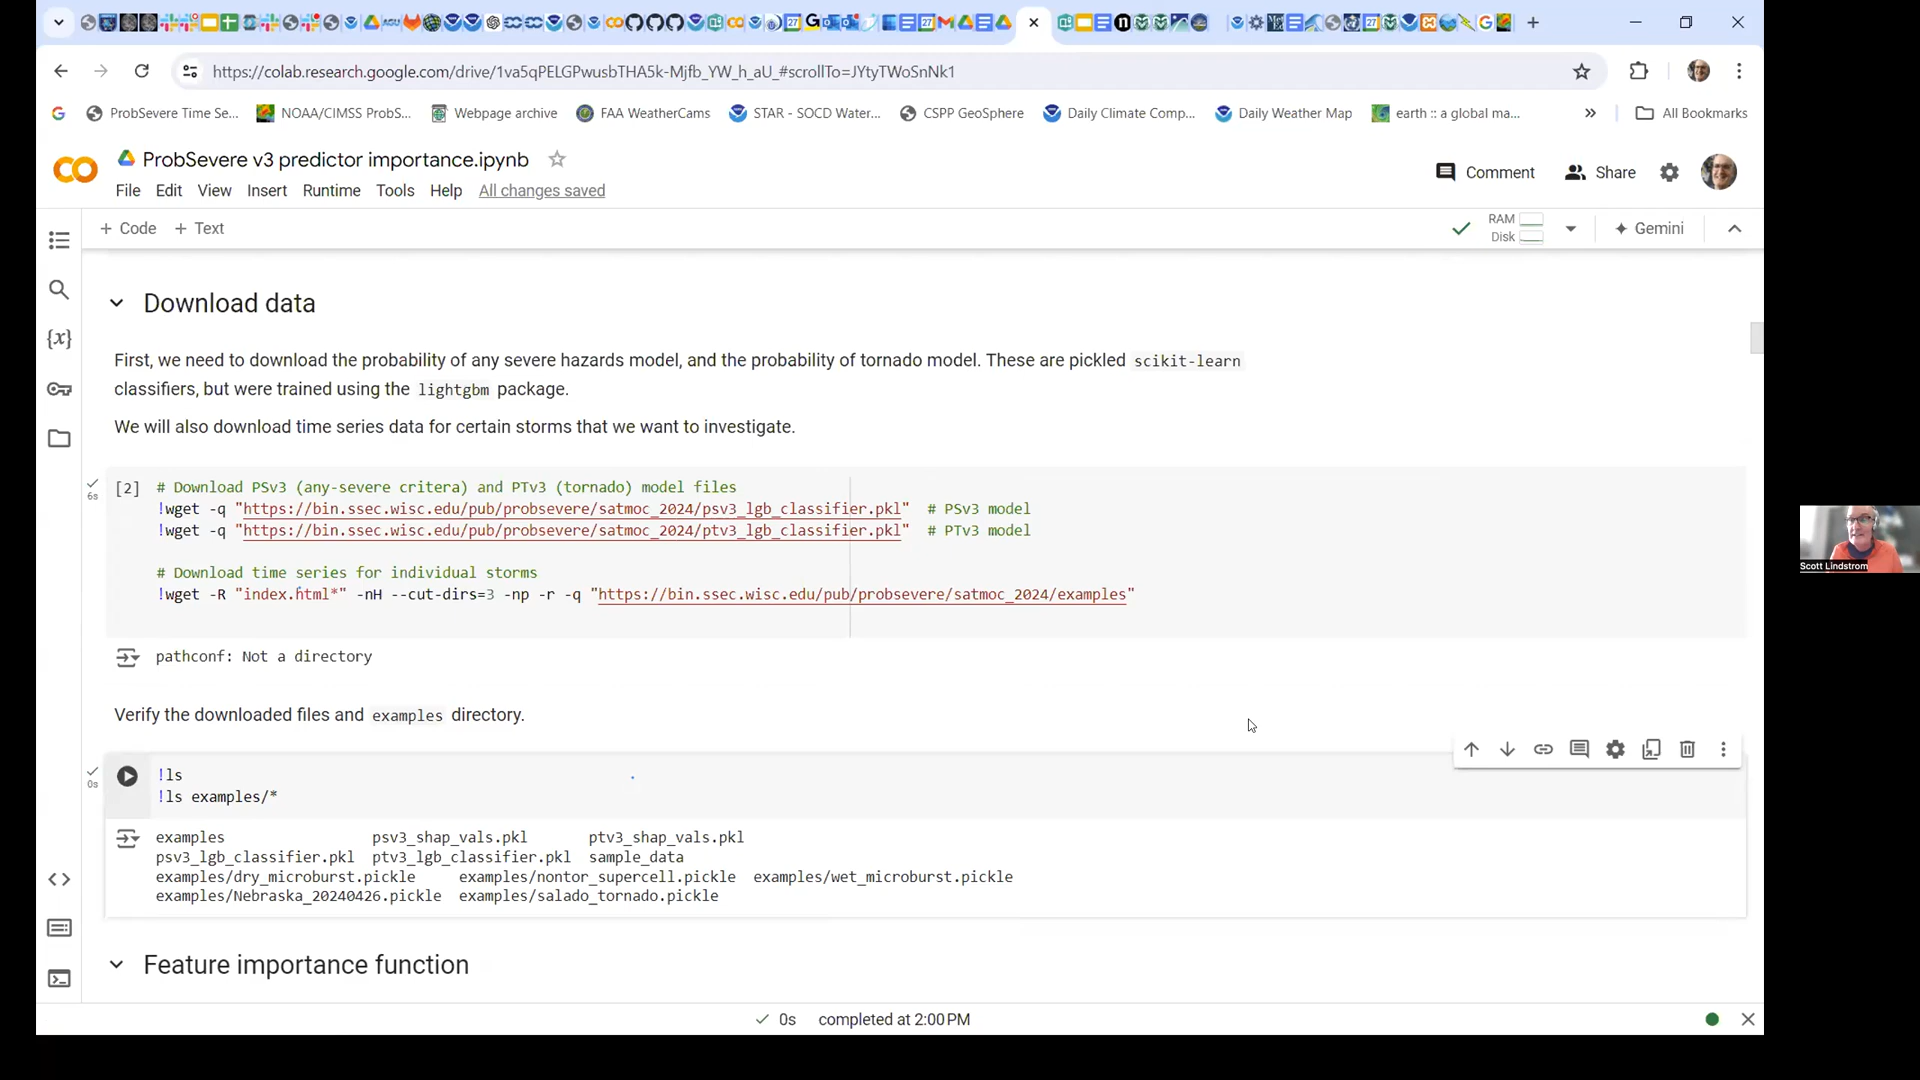 https://colab.research.google.com/drive/1va5qPELGPwusbTHA5k-Mjfb_YW_h_aU_#scrollTo=JYtyTWoSnNk1
ProbSevere Time Se... NOAA/CIMSS ProbS... Webpage archive FAA WeatherCams STAR - SOCD Water... CSPP GeoSphere Daily Climate Comp... Daily Weather Map earth :: a global ma... » All Bookmarks
ProbSevere v3 predictor importance.ipynb
Comment Share
File Edit View Insert Runtime Tools Help All changes saved
+ Code + Text
RAM
Disk
Gemini
Download data
First, we need to download the probability of any severe hazards model, and the probability of tornado model. These are pickled scikit-learn
classifiers, but were trained using the lightgbm package.
We will also download time series data for certain storms that we want to investigate.
6s
[2] # Download PSv3 (any-severe critera) and PTv3 (tornado) model files
!wget -q "https://bin.ssec.wisc.edu/pub/probsevere/satmoc_2024/psv3_lgb_classifier.pkl" # PSv3 model
!wget -q "https://bin.ssec.wisc.edu/pub/probsevere/satmoc_2024/ptv3_lgb_classifier.pkl" # PTv3 model
# Download time series for individual storms
!wget -R "index.html*" -nH --cut-dirs=3 -np -r -q "https://bin.ssec.wisc.edu/pub/probsevere/satmoc_2024/examples"
pathconf: Not a directory
Verify the downloaded files and examples directory.
0s
!ls
!ls examples/*
examples psv3_shap_vals.pkl ptv3_shap_vals.pkl
psv3_lgb_classifier.pkl ptv3_lgb_classifier.pkl sample_data
examples/dry_microburst.pickle examples/nontor_supercell.pickle examples/wet_microburst.pickle
examples/Nebraska_20240426.pickle examples/salado_tornado.pickle
Feature importance function
0s completed at 2:00 PM
Scott Lindstrom